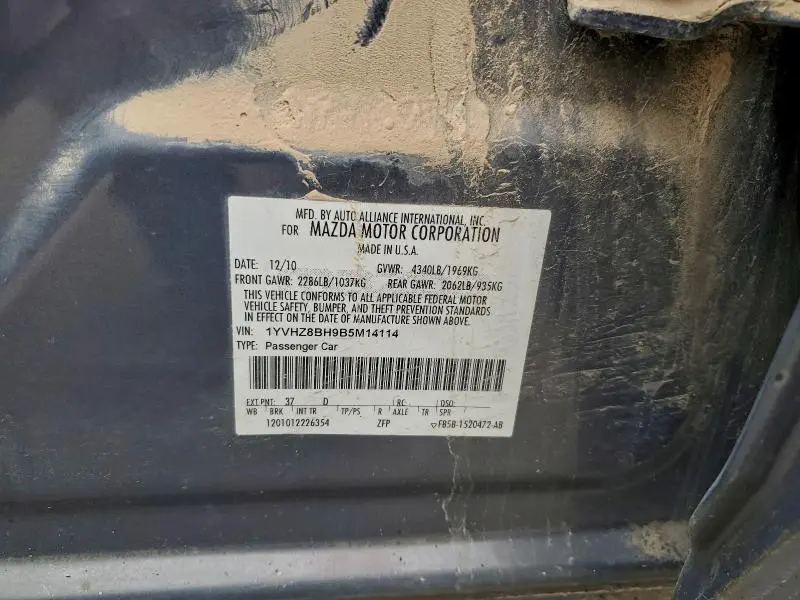 MFD. BY AUTO ALLIANCE INTERNATIONAL, INC.
FOR MAZDA MOTOR CORPORATION
MADE IN U.S.A.
DATE: 12/10 GVWR: 4340LB/1969KG
FRONT GAWR: 2286LB/1037KG REAR GAWR: 2062LB/935KG
THIS VEHICLE CONFORMS TO ALL APPLICABLE FEDERAL MOTOR
VEHICLE SAFETY, BUMPER, AND THEFT PREVENTION STANDARDS
IN EFFECT ON THE DATE OF MANUFACTURE SHOWN ABOVE.
VIN: 1YVHZ8BH9B5M14114
TYPE: Passenger Car
EXT PNT: 37 D RC: DSO:
WB BRK INT TR TP/PS R AXLE TR SPR
1201012226354 ZFP ▽F85B-1520472-AB